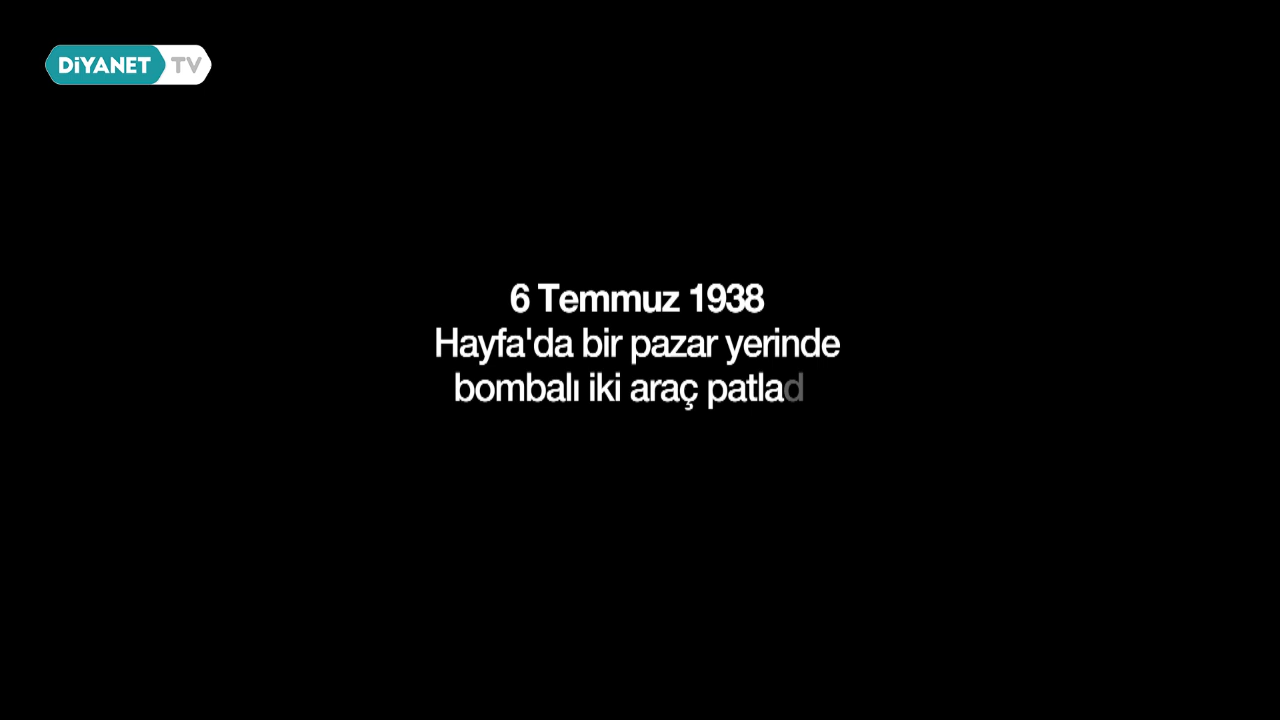 DİYANET TV
6 Temmuz 1938
Hayfa'da bir pazar yerinde
bombalı iki araç patlad